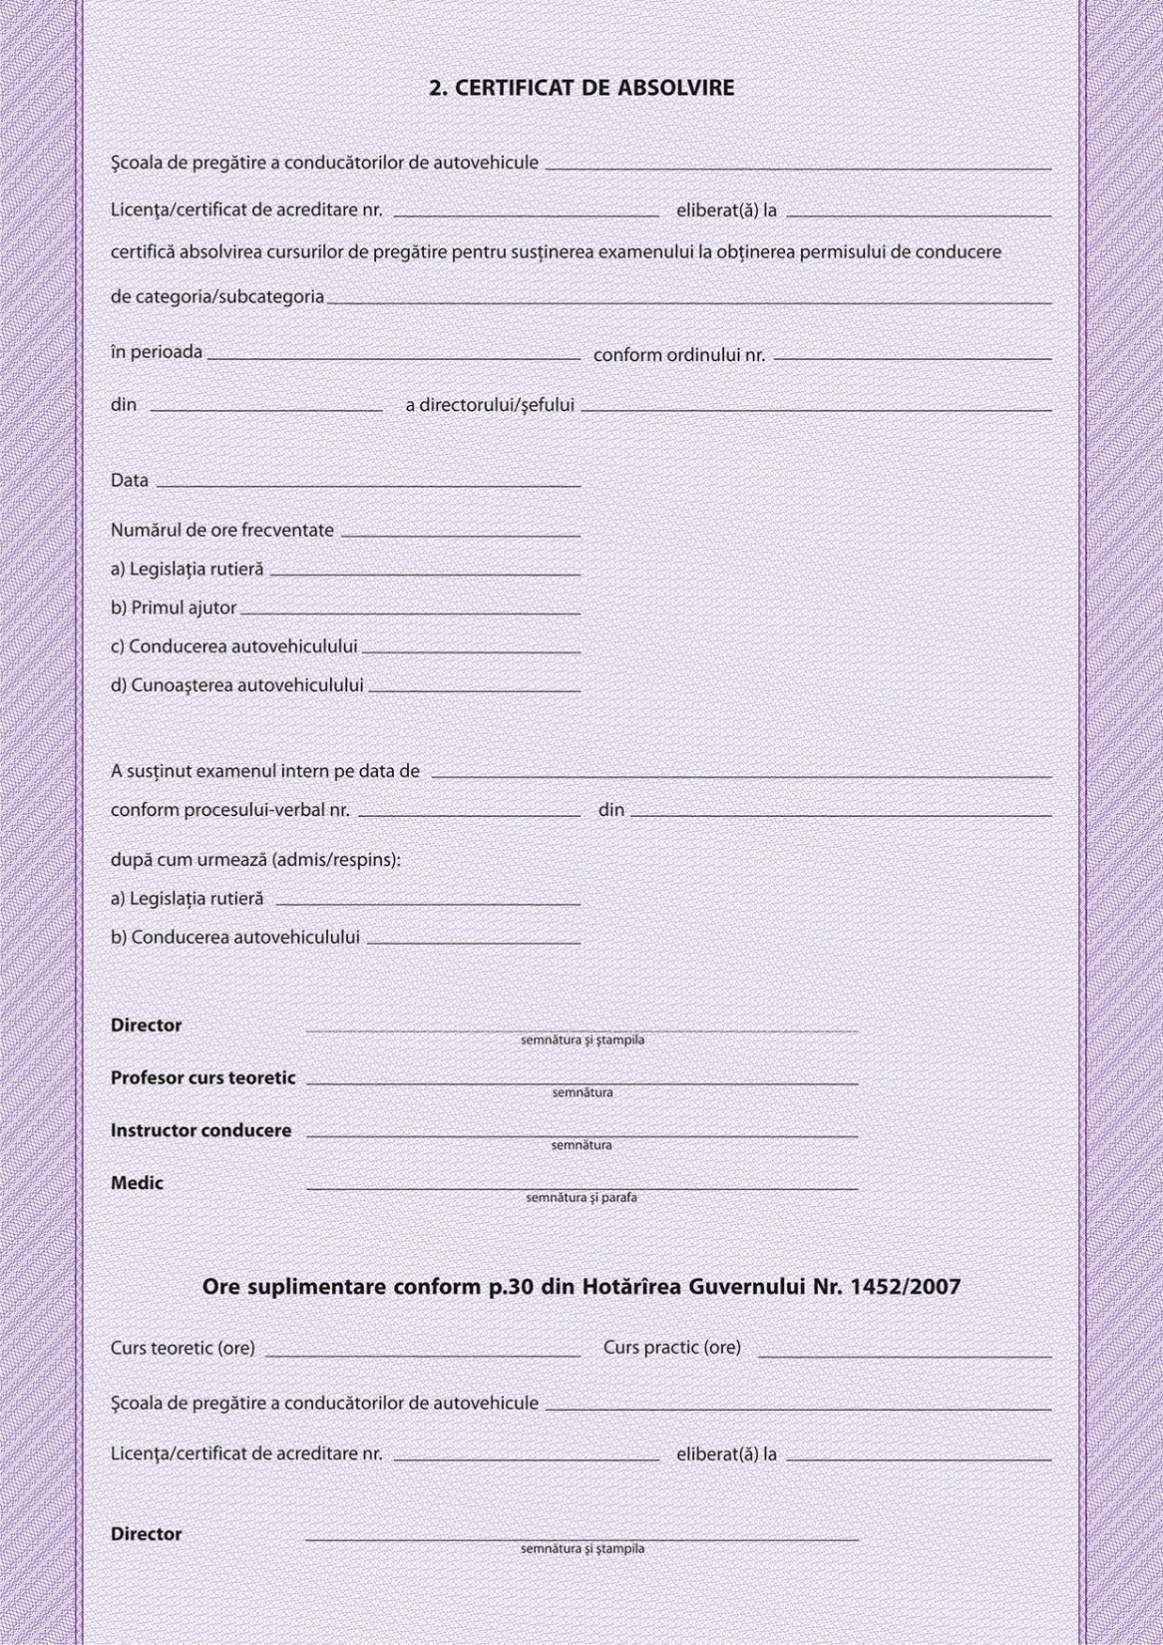 2. CERTIFICAT DE ABSOLVIRE
Şcoala de pregătire a conducătorilor de autovehicule
Licenţa/certificat de acreditare nr. eliberat(ă) la
certifică absolvirea cursurilor de pregătire pentru susținerea examenului la obținerea permisului de conducere
de categoria/subcategoria
în perioada conform ordinului nr.
din a directorului/şefului
Data
Numărul de ore frecventate
a) Legislația rutieră
b) Primul ajutor
c) Conducerea autovehiculului
d) Cunoaşterea autovehiculului
A susținut examenul intern pe data de
conform procesului-verbal nr. din
după cum urmează (admis/respins):
a) Legislația rutieră
b) Conducerea autovehiculului
Director
semnătura şi ştampila
Profesor curs teoretic
semnătura
Instructor conducere
semnătura
Medic
semnătura şi parafa
Ore suplimentare conform p.30 din Hotărîrea Guvernului Nr. 1452/2007
Curs teoretic (ore) Curs practic (ore)
Şcoala de pregătire a conducătorilor de autovehicule
Licenţa/certificat de acreditare nr. eliberat(ă) la
Director
semnătura şi ştampila